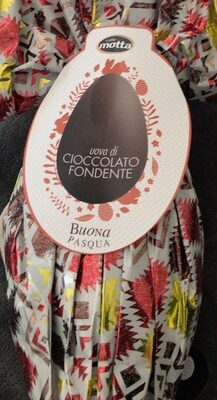 motta
uova di
CIOCCOLATO
FONDENTE
BUONA
PASQUA